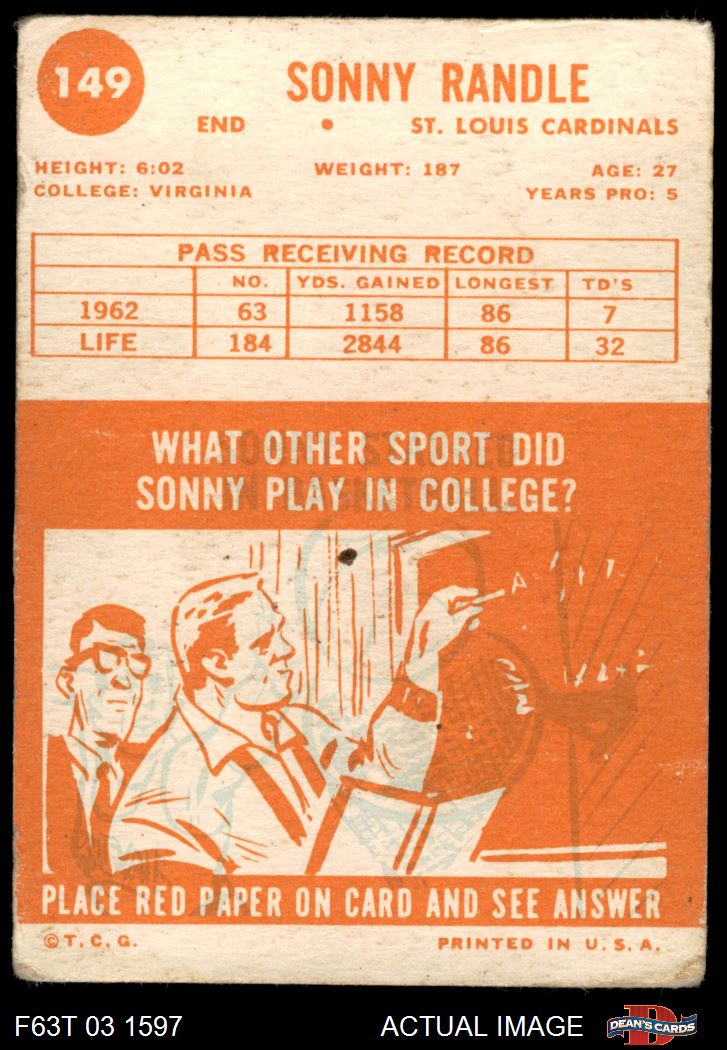 149
SONNY RANDLE
END • ST. LOUIS CARDINALS
HEIGHT: 6:02 WEIGHT: 187 AGE: 27
COLLEGE: VIRGINIA YEARS PRO: 5
PASS RECEIVING RECORD
NO. YDS. GAINED LONGEST TD'S
1962 63 1158 86 7
LIFE 184 2844 86 32
WHAT OTHER SPORT DID
SONNY PLAY IN COLLEGE?
PLACE RED PAPER ON CARD AND SEE ANSWER
©T.C.G. PRINTED IN U.S.A.
F63T 03 1597 ACTUAL IMAGE DEAN'S CARDS